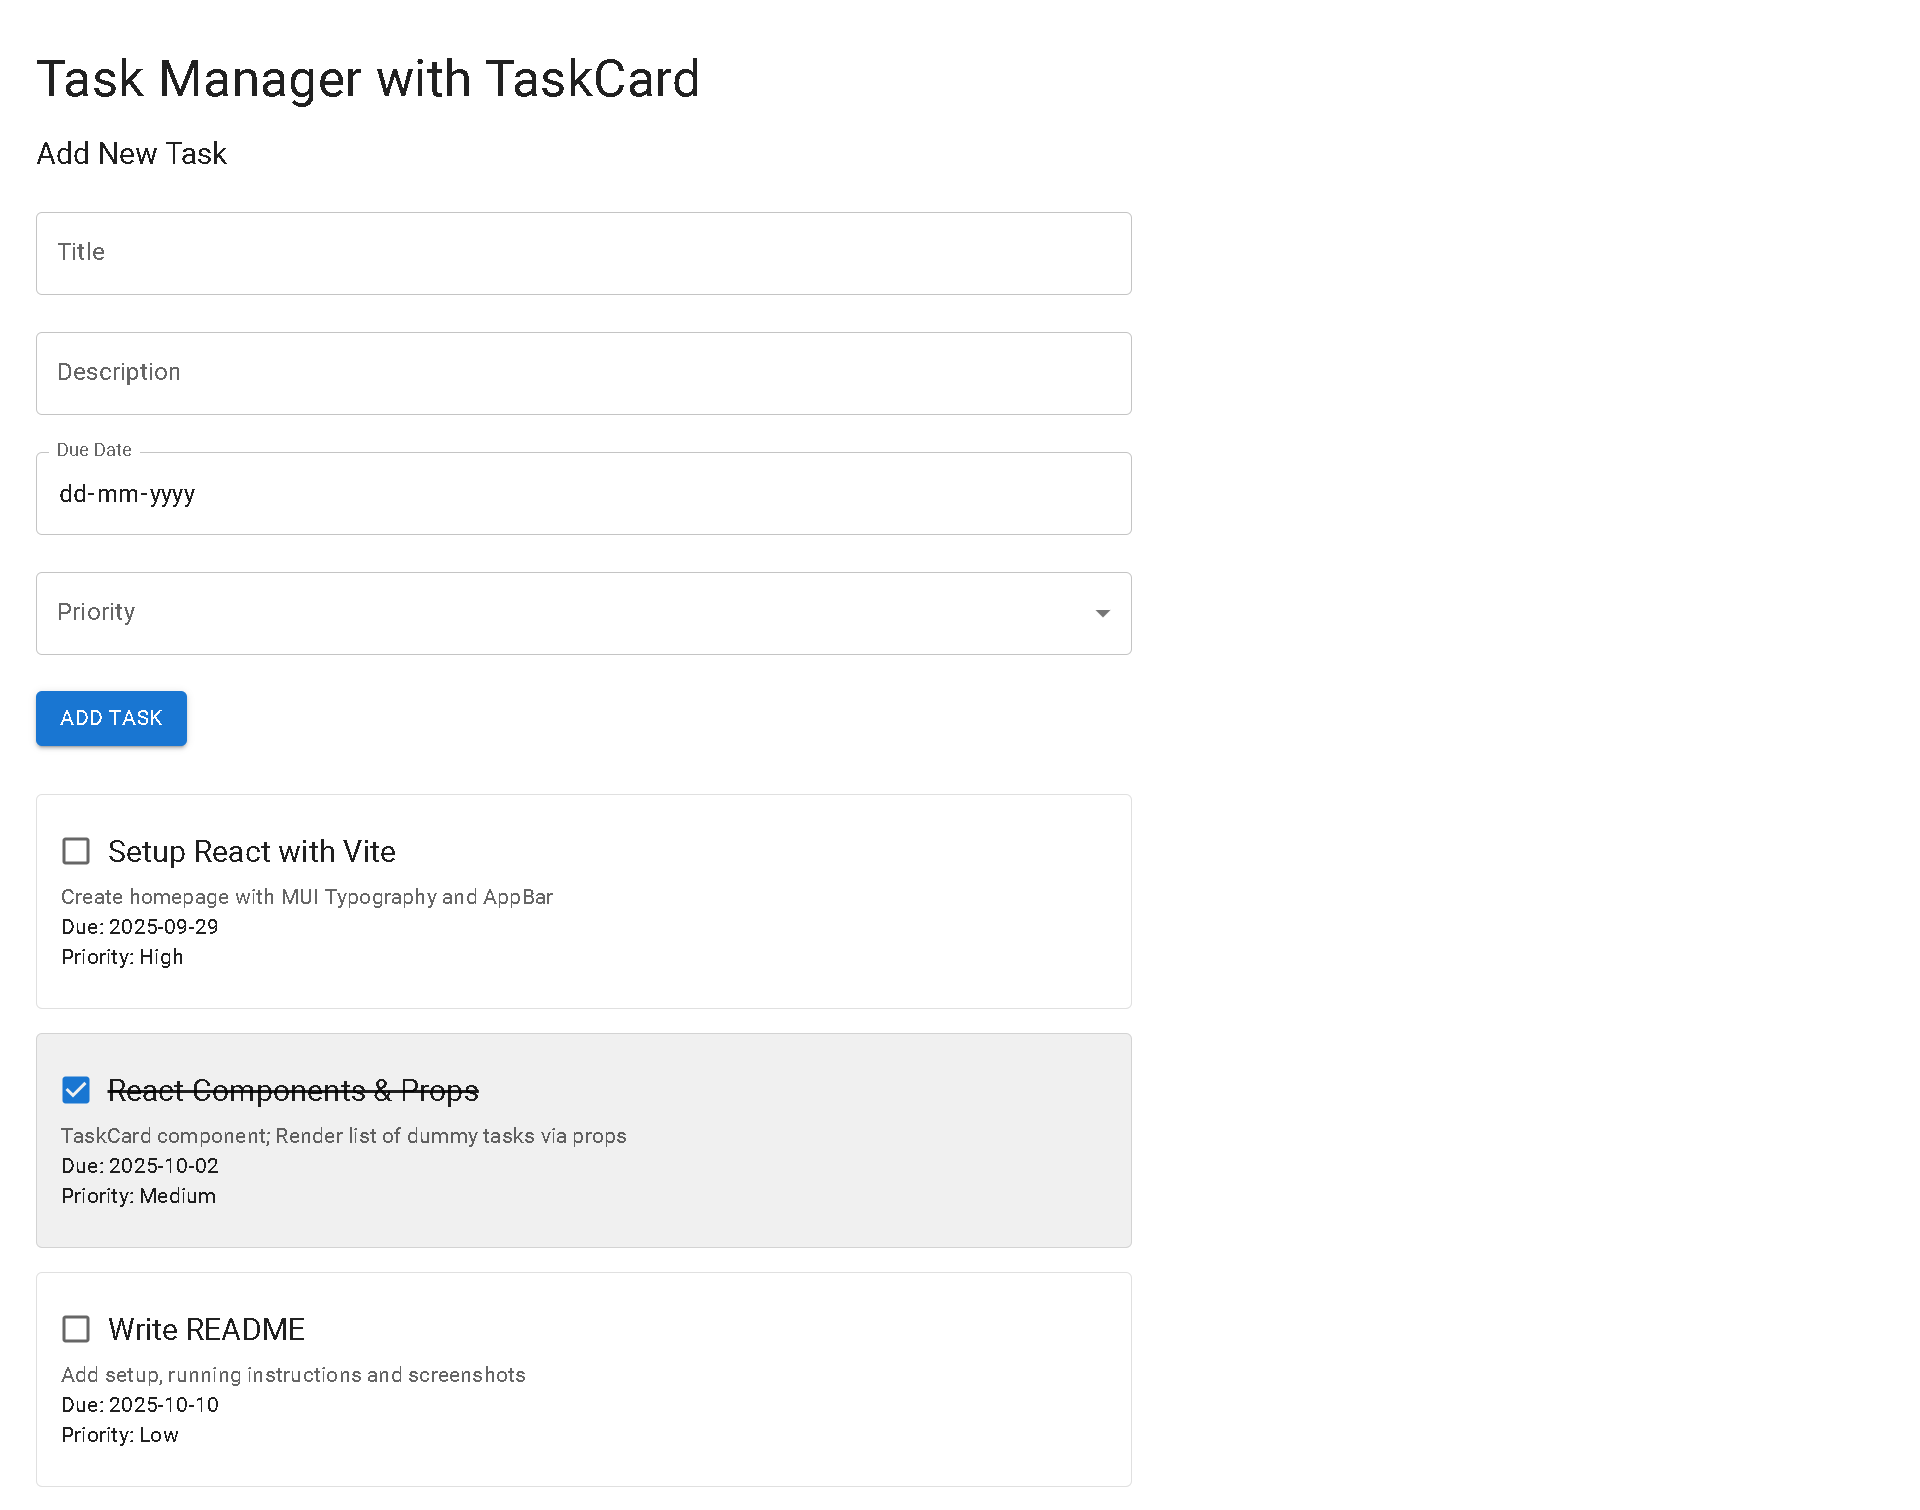 Task Manager with TaskCard
Add New Task
Title
Description
Due Date
dd-mm-yyyy
Priority
ADD TASK
Setup React with Vite
Create homepage with MUI Typography and AppBar
Due: 2025-09-29
Priority: High
React Components & Props
TaskCard component; Render list of dummy tasks via props
Due: 2025-10-02
Priority: Medium
Write README
Add setup, running instructions and screenshots
Due: 2025-10-10
Priority: Low